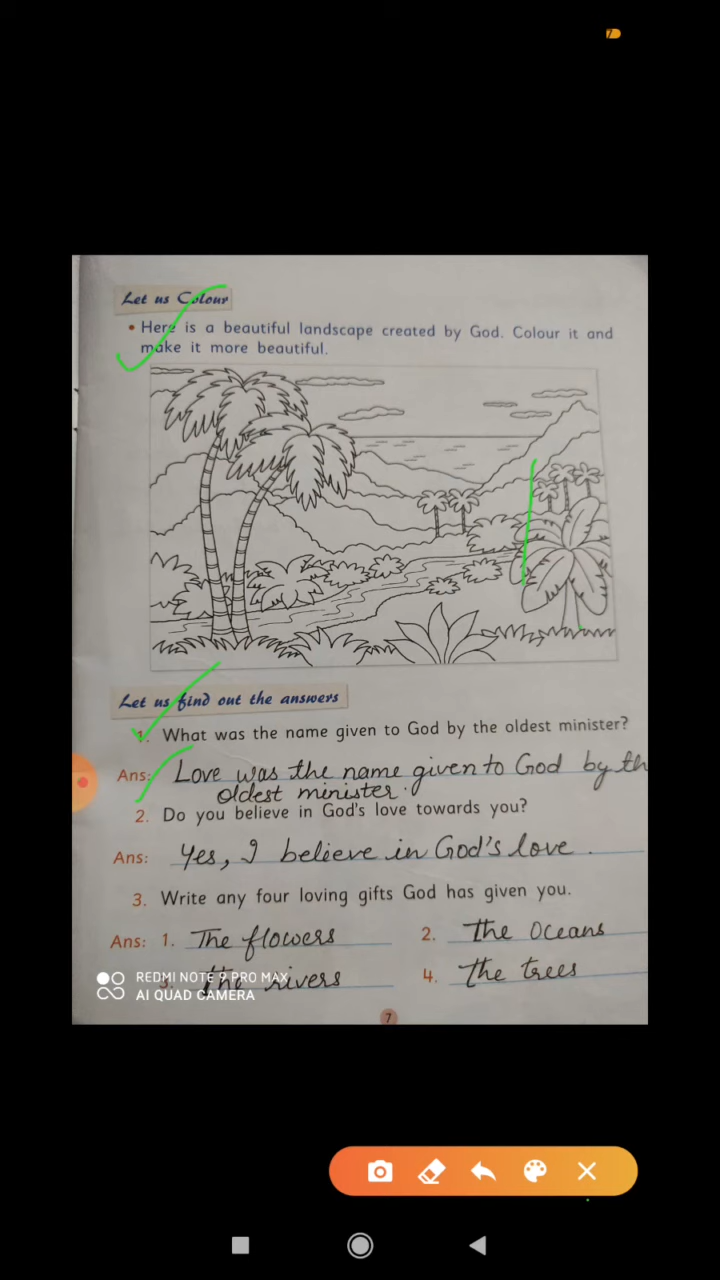 Let us Colour
• Here is a beautiful landscape created by God. Colour it and
make it more beautiful.
Let us find out the answers
1. What was the name given to God by the oldest minister?
Ans: Love was the name given to God by th
oldest minister.
2. Do you believe in God's love towards you?
Ans: Yes, I believe in God's love.
3. Write any four loving gifts God has given you.
Ans: 1. The flowers 2. The Oceans
3. The rivers 4. The trees
REDMI NOTE 9 PRO MAX
AI QUAD CAMERA
7